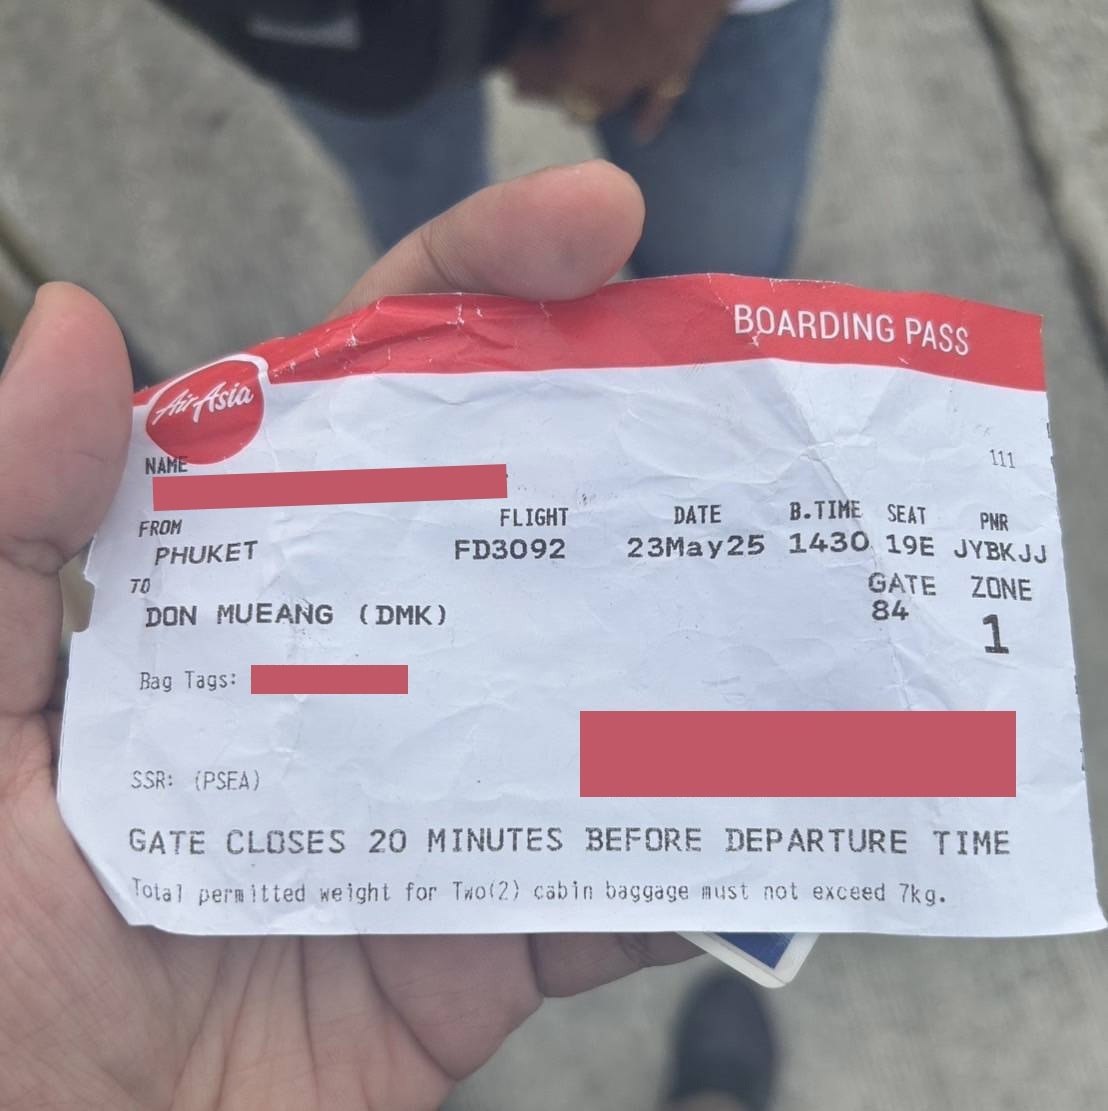 BOARDING PASS
AirAsia
NAME
111
FROM FLIGHT DATE B.TIME SEAT PNR
PHUKET FD3092 23May25 1430 19E JYBKJJ
TO GATE ZONE
DON MUEANG (DMK) 84 1
Bag Tags:
SSR: (PSEA)
GATE CLOSES 20 MINUTES BEFORE DEPARTURE TIME
Total permitted weight for Two(2) cabin baggage must not exceed 7kg.